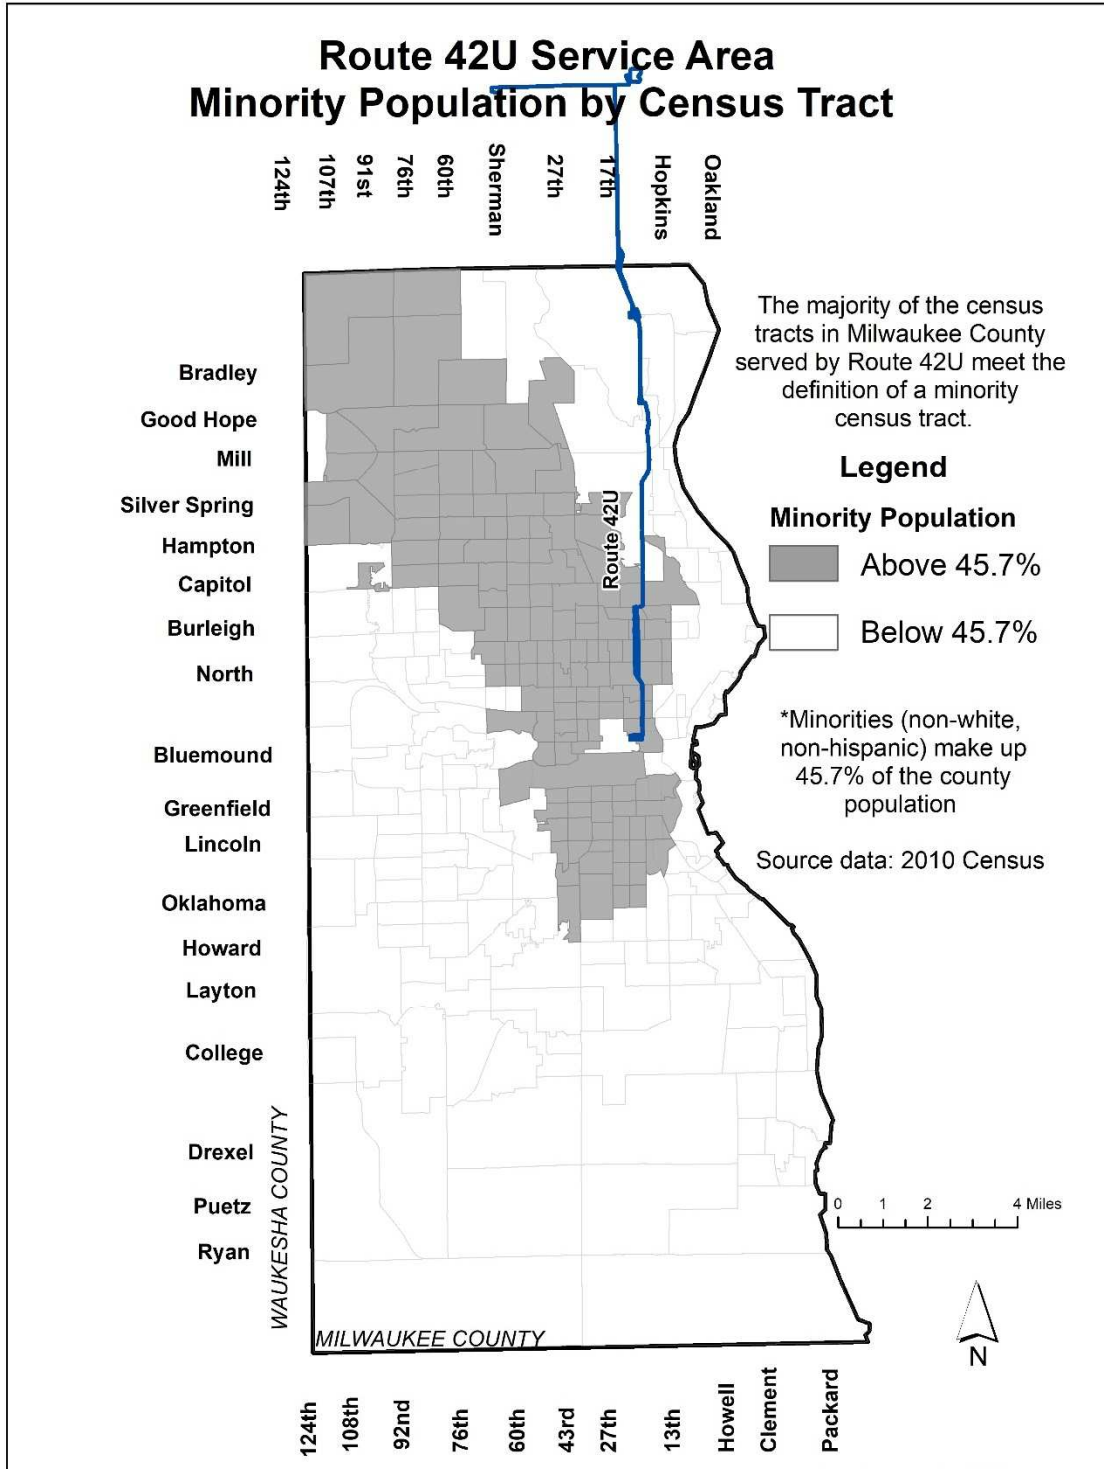 Route 42U Service Area
Minority Population by Census Tract
124th
107th
91st
76th
60th
Sherman
27th
17th
Hopkins
Oakland
The majority of the census
tracts in Milwaukee County
served by Route 42U meet the
definition of a minority
census tract.
Legend
Minority Population
Above 45.7%
Below 45.7%
*Minorities (non-white,
non-hispanic) make up
45.7% of the county
population
Source data: 2010 Census
Bradley
Good Hope
Mill
Silver Spring
Hampton
Capitol
Burleigh
North
Bluemound
Greenfield
Lincoln
Oklahoma
Howard
Layton
College
Drexel
Puetz
Ryan
Route 42U
WAUKESHA COUNTY
MILWAUKEE COUNTY
0 1 2 4 Miles
N
124th
108th
92nd
76th
60th
43rd
27th
13th
Howell
Clement
Packard